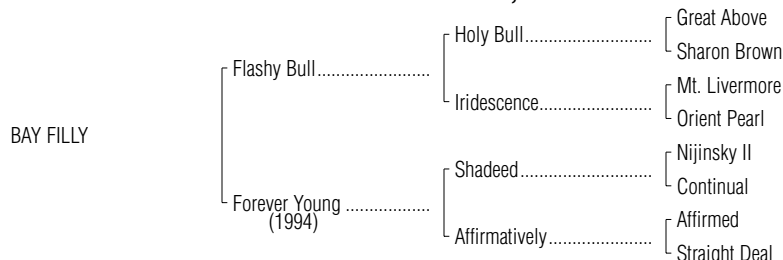 Great Above
Holy Bull..................................
Sharon Brown
Flashy Bull.........................
Mt. Livermore
Iridescence..............................
Orient Pearl
BAY FILLY
Nijinsky II
Shadeed...................................
Continual
Forever Young ...................
(1994)
Affirmed
Affirmatively............................
Straight Deal